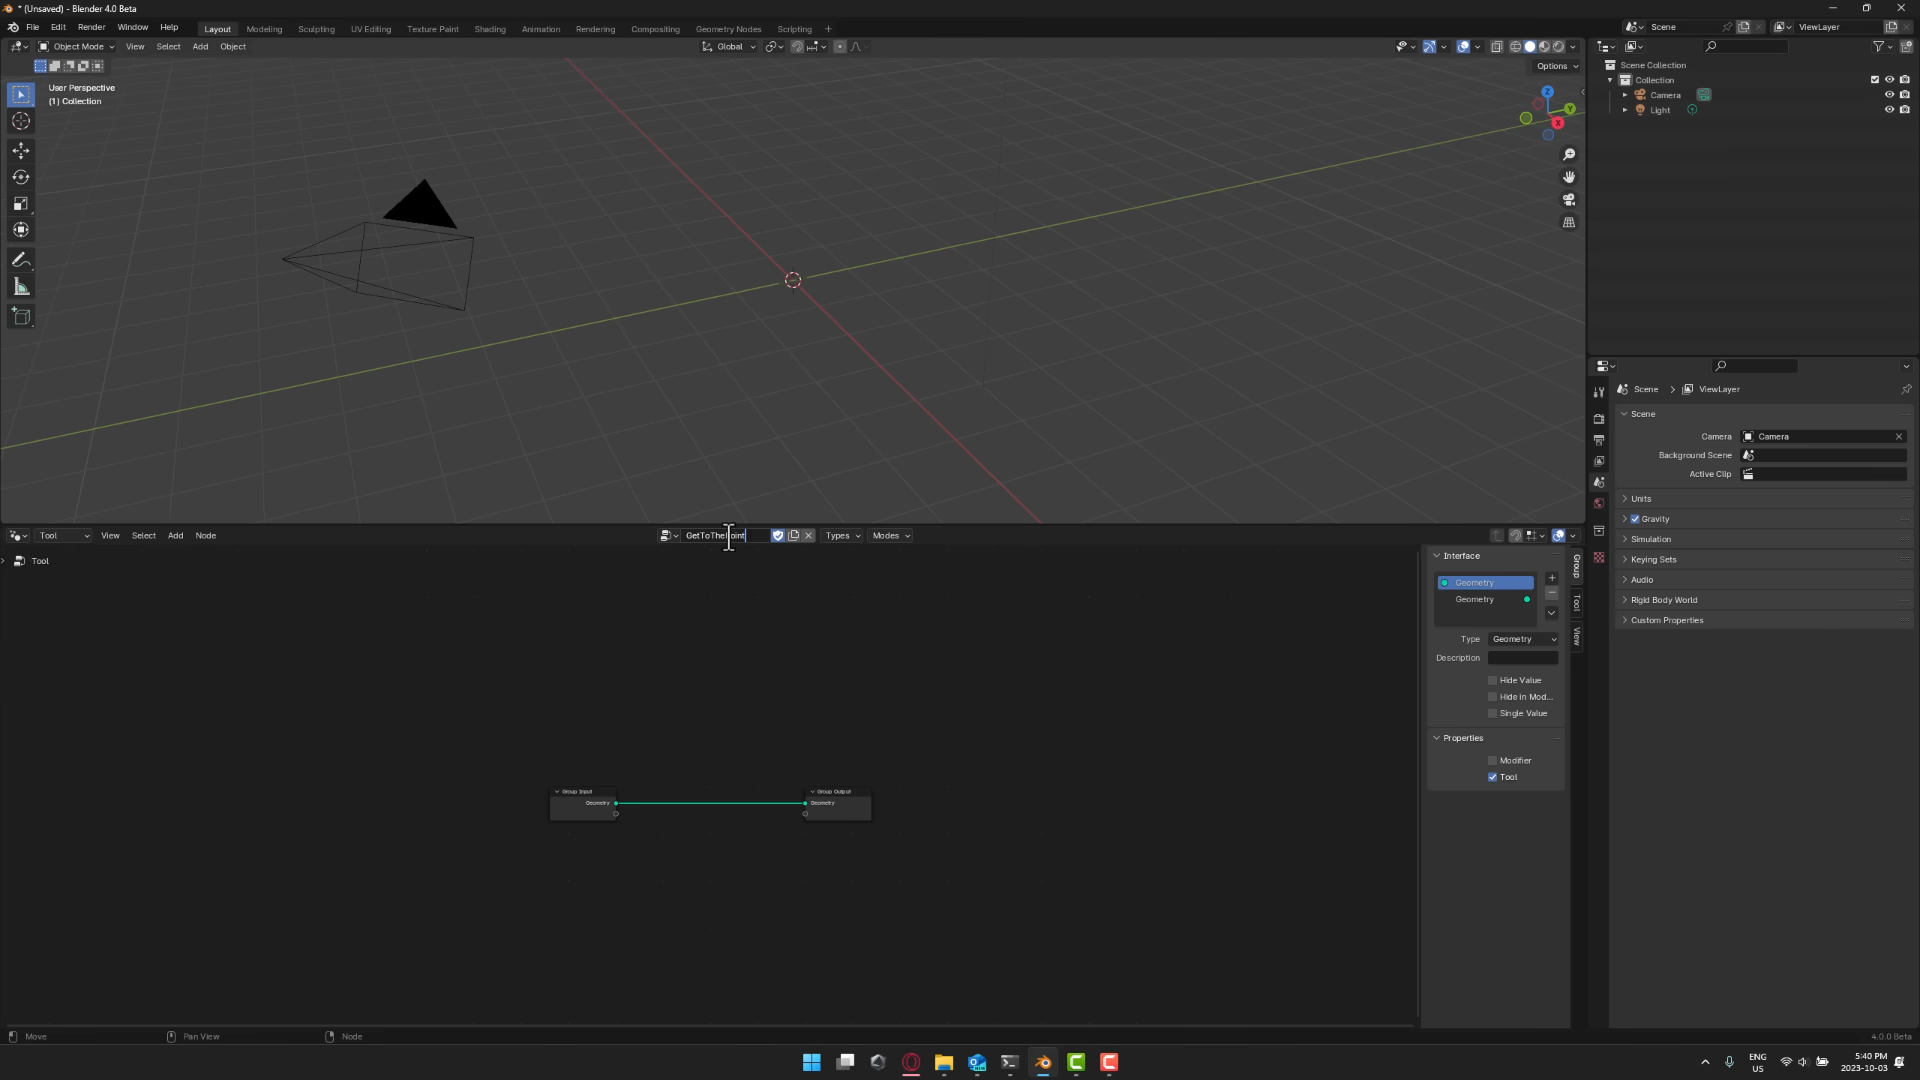 * (Unsaved) - Blender 4.0 Beta
File Edit Render Window Help Layout Modeling Sculpting UV Editing Texture Paint Shading Animation Rendering Compositing Geometry Nodes Scripting + Scene ViewLayer
Object Mode View Select Add Object Global
Options
User Perspective
(1) Collection
Z
Y
X
Scene Collection
Collection
Camera
Light
Scene > ViewLayer
Scene
Camera Camera
Background Scene
Active Clip
Units
Gravity
Simulation
Keying Sets
Audio
Rigid Body World
Custom Properties
Tool View Select Add Node GetToThePoint Types Modes
Tool
Interface
Geometry
Geometry
Type Geometry
Description
Hide Value
Hide in Mod...
Single Value
Properties
Modifier
Tool
Group
Tool
View
Group Input
Geometry
Group Output
Geometry
Move Pan View Node 4.0.0 Beta
ENG
US
5:40 PM
2023-10-03